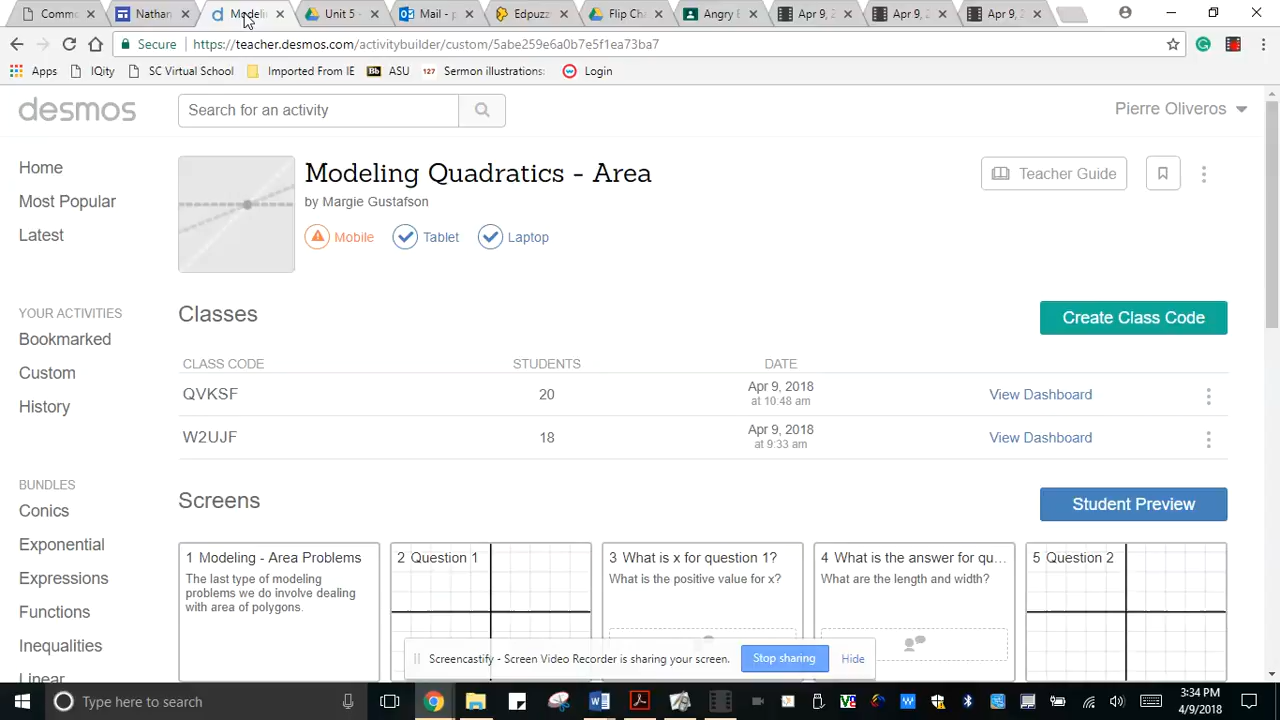 Commo
Nathan
Modeli
Unit 5 -
Mail - p
Edpuzz
Flip Cha
Angry B
Apr 9, 2
Apr 9, 2
Apr 9, 2
Secure https://teacher.desmos.com/activitybuilder/custom/5abe259e6a0b7e5f1ea73ba7
Apps IQity SC Virtual School Imported From IE Bb ASU 127 Sermon illustrations: Login
desmos
Search for an activity
Pierre Oliveros
Home
Most Popular
Latest
YOUR ACTIVITIES
Bookmarked
Custom
History
BUNDLES
Conics
Exponential
Expressions
Functions
Inequalities
Linear
Modeling Quadratics - Area
by Margie Gustafson
Mobile Tablet Laptop
Teacher Guide
Classes
Create Class Code
CLASS CODE STUDENTS DATE
QVKSF 20 Apr 9, 2018 at 10:48 am View Dashboard
W2UJF 18 Apr 9, 2018 at 9:33 am View Dashboard
Screens
Student Preview
1 Modeling - Area Problems
The last type of modeling
problems we do involve dealing
with area of polygons.
2 Question 1
3 What is x for question 1?
What is the positive value for x?
4 What is the answer for qu...
What are the length and width?
5 Question 2
Screencastify - Screen Video Recorder is sharing your screen. Stop sharing Hide
Type here to search
3:34 PM
4/9/2018